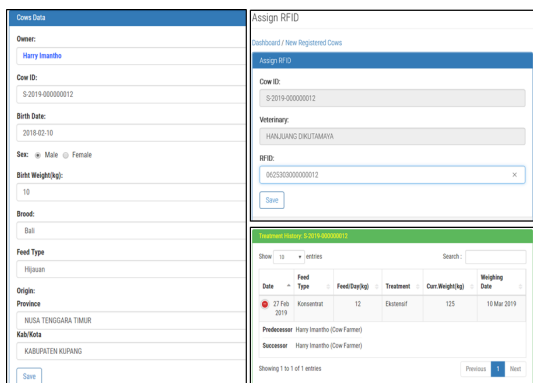 Cows Data
Owner:
Harry Imantho
Cow ID:
S-2019-000000012
Birth Date:
2018-02-10
Sex: Male Female
Birht Weight(kg):
10
Brood:
Bali
Feed Type
Hijauan
Origin:
Province
NUSA TENGGARA TIMUR
Kab/Kota
KABUPATEN KUPANG
Save
Assign RFID
Dashboard / New Registered Cows
Assign RFID
Cow ID:
S-2019-000000012
Veterinary:
HANJUANG DIKUTAMAYA
RFID:
0625303000000012 ×
Save
Treatment History: S-2019-000000012
Show 10 entries Search :
Date Feed Type Feed/Day(kg) Treatment Curr.Weight(kg) Weighing Date
27 Feb 2019 Konsentrat 12 Ekstensif 125 10 Mar 2019
Predecessor Harry Imantho (Cow Farmer)
Successor Harry Imantho (Cow Farmer)
Showing 1 to 1 of 1 entries Previous 1 Next